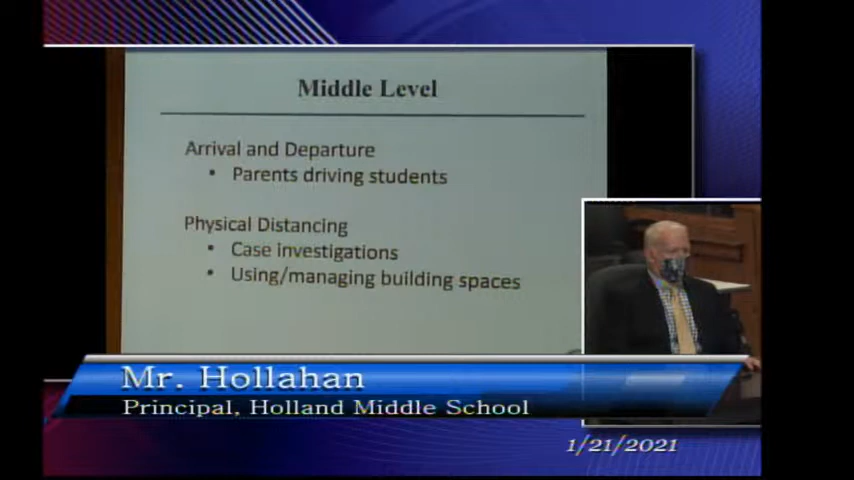 Middle Level
Arrival and Departure
• Parents driving students
Physical Distancing
• Case investigations
• Using/managing building spaces
Mr. Hollahan
Principal, Holland Middle School
1/21/2021